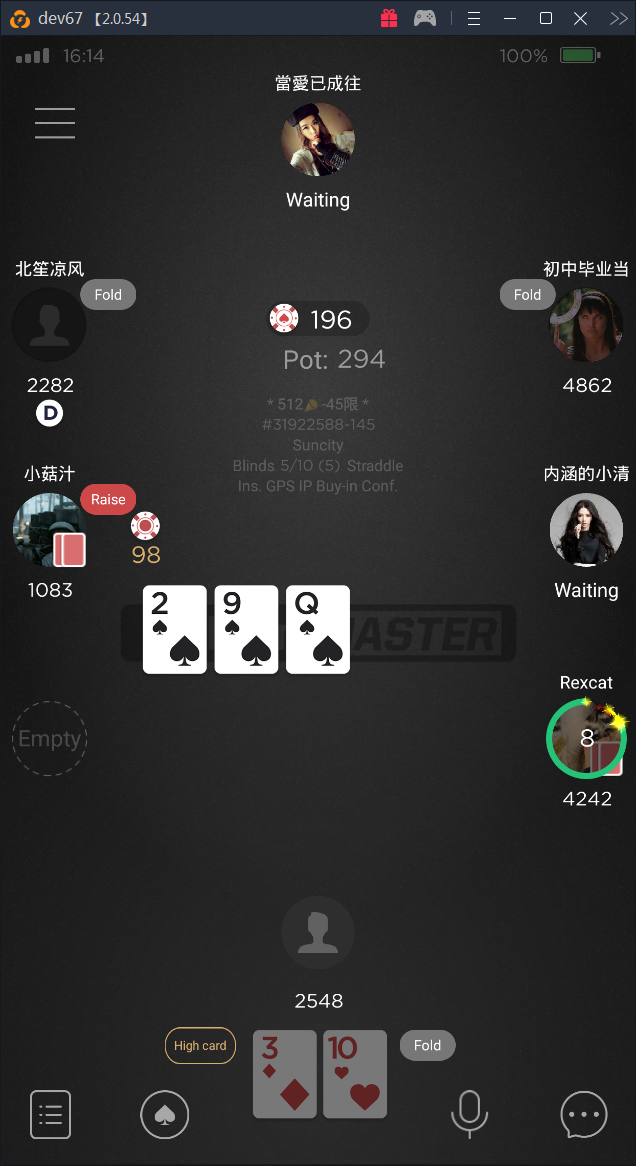 dev67 【2.0.54】
16:14
100%
當愛已成往
Waiting
北笙凉风
初中毕业当
Fold
Fold
196
2282
Pot: 294
4862
D
* 512🌽-45限 *
#31922588-145
Suncity
Blinds 5/10 (5) Straddle
Ins. GPS IP Buy-in Conf.
小菇汁
内涵的小清
Raise
98
1083
Waiting
2
9
Q
MASTER
Rexcat
Empty
8
4242
2548
High card
3
10
Fold